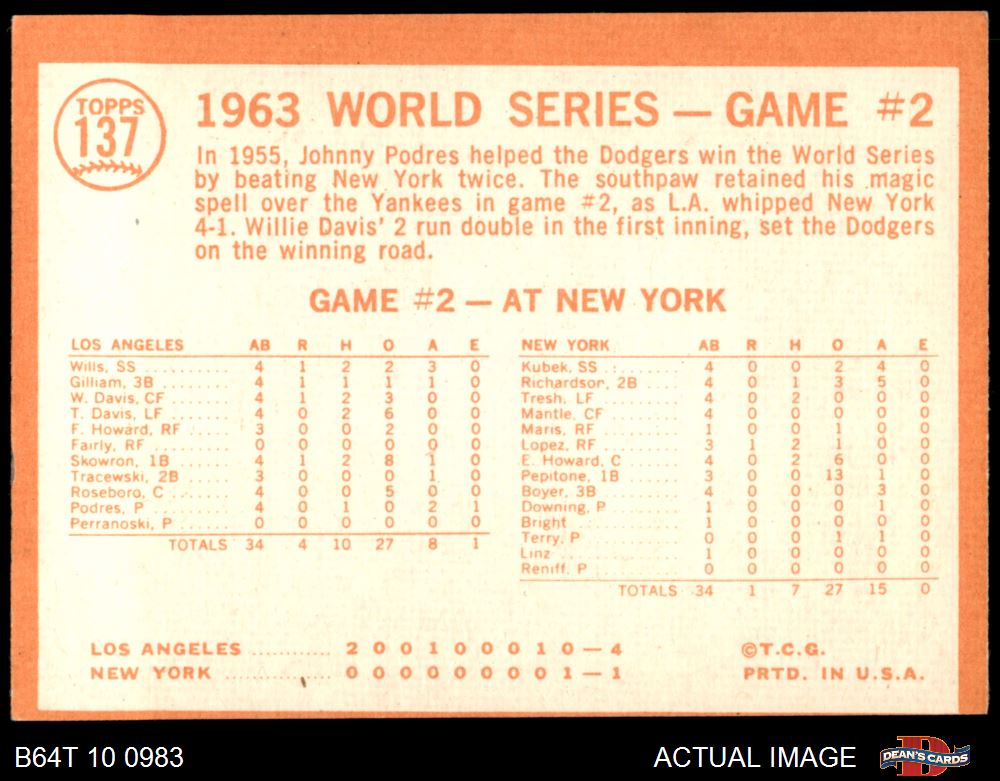 TOPPS
137
1963 WORLD SERIES — GAME #2
In 1955, Johnny Podres helped the Dodgers win the World Series
by beating New York twice. The southpaw retained his magic
spell over the Yankees in game #2, as L.A. whipped New York
4-1. Willie Davis' 2 run double in the first inning, set the Dodgers
on the winning road.
GAME #2 — AT NEW YORK
LOS ANGELES AB R H O A E
Wills, SS .......... 4 1 2 2 3 0
Gilliam, 3B ........ 4 1 1 1 1 0
W. Davis, CF ...... 4 1 2 3 0 0
T. Davis, LF ....... 4 0 2 6 0 0
F. Howard, RF ..... 3 0 0 2 0 0
Fairly, RF .......... 0 0 0 0 0 0
Skowron, 1B ....... 4 1 2 8 1 0
Tracewski, 2B ...... 3 0 0 0 1 0
Roseboro, C ........ 4 0 0 5 0 0
Podres, P .......... 4 0 1 0 2 1
Perranoski, P ...... 0 0 0 0 0 0
TOTALS 34 4 10 27 8 1
NEW YORK AB R H O A E
Kubek, SS .......... 4 0 0 2 4 0
Richardson, 2B .... 4 0 1 3 5 0
Tresh, LF .......... 4 0 2 0 0 0
Mantle, CF ......... 4 0 0 0 0 0
Maris, RF .......... 1 0 0 1 0 0
Lopez, RF .......... 3 1 2 1 0 0
E. Howard, C ...... 4 0 2 6 0 0
Pepitone, 1B ....... 3 0 0 13 1 0
Boyer, 3B .......... 4 0 0 0 3 0
Downing, P ........ 1 0 0 0 1 0
Bright ............. 1 0 0 0 0 0
Terry, P ........... 0 0 0 1 1 0
Linz ............... 1 0 0 0 0 0
Reniff, P .......... 0 0 0 0 0 0
TOTALS 34 1 7 27 15 0
LOS ANGELES ............ 2 0 0 1 0 0 0 1 0 — 4
NEW YORK ................ 0 0 0 0 0 0 0 0 1 — 1
©T.C.G.
PRTD. IN U.S.A.
B64T 10 0983
ACTUAL IMAGE
DEAN'S CARDS